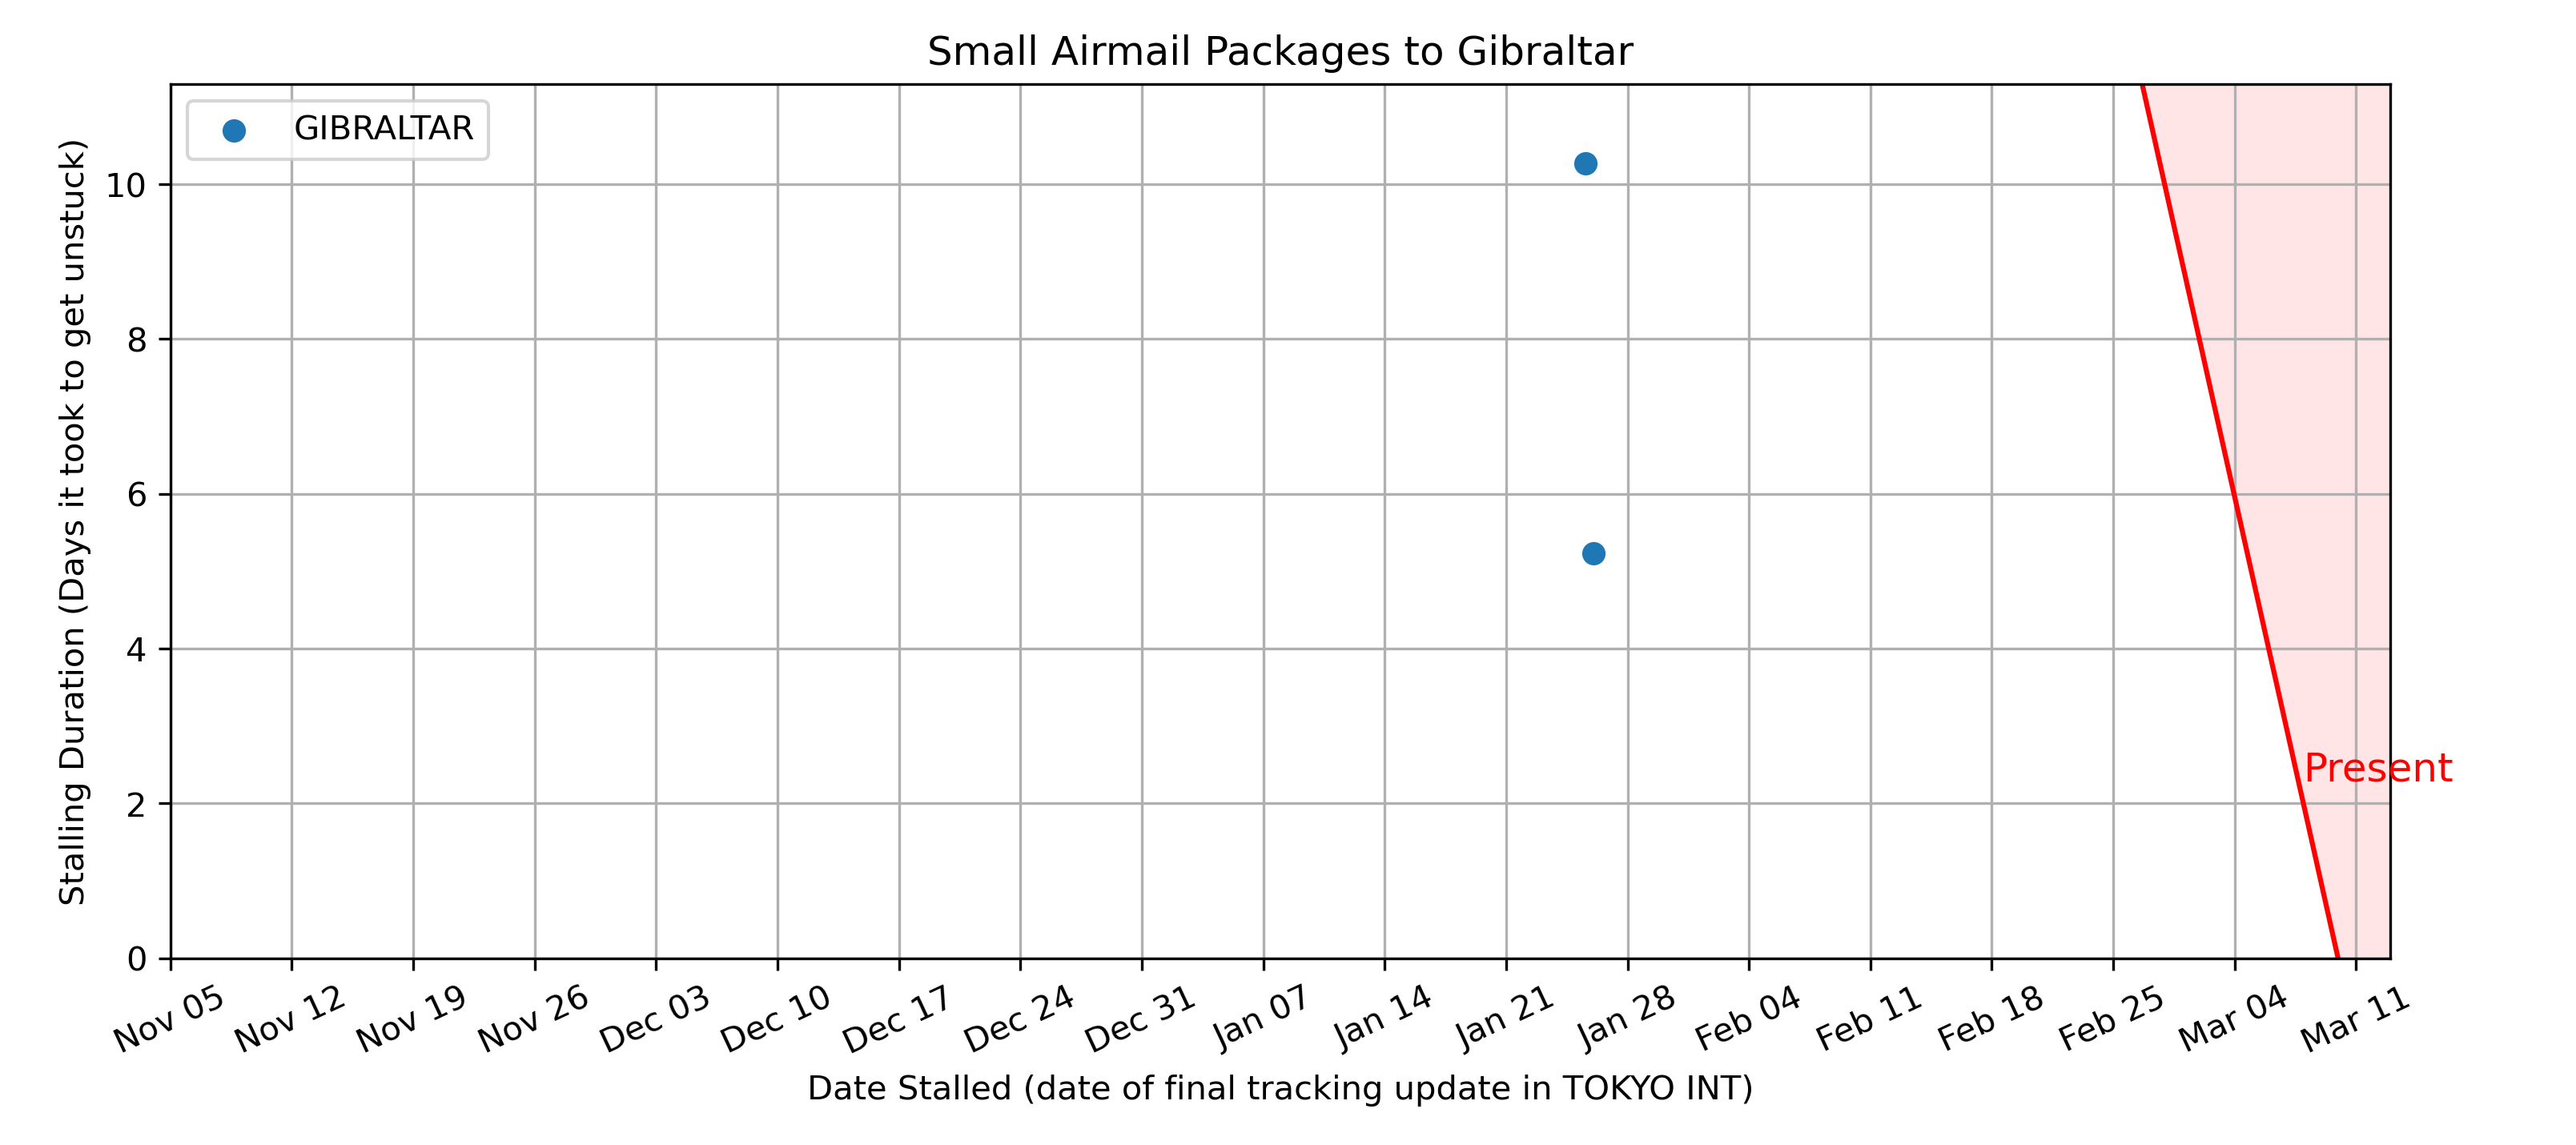 Small Airmail Packages to Gibraltar
GIBRALTAR
Stalling Duration (Days it took to get unstuck)
10
8
6
4
2
0
Present
Nov 05 Nov 12 Nov 19 Nov 26 Dec 03 Dec 10 Dec 17 Dec 24 Dec 31 Jan 07 Jan 14 Jan 21 Jan 28 Feb 04 Feb 11 Feb 18 Feb 25 Mar 04 Mar 11
Date Stalled (date of final tracking update in TOKYO INT)